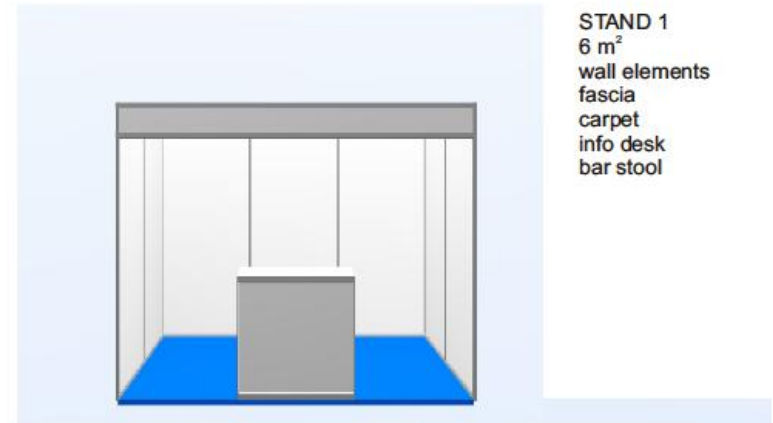 STAND 1
6 m²
wall elements
fascia
carpet
info desk
bar stool